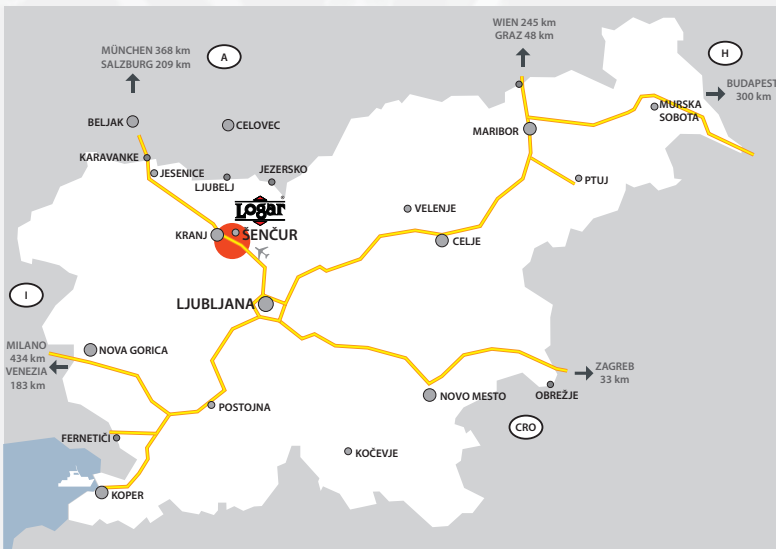 WIEN 245 km
GRAZ 48 km
MÜNCHEN 368 km
SALZBURG 209 km
A
H
BUDAPEST
300 km
BELJAK
CELOVEC
MURSKA
SOBOTA
MARIBOR
KARAVANKE
JESENICE
LJUBELJ
JEZERSKO
PTUJ
Logar
VELENJE
KRANJ
ŠENČUR
CELJE
I
LJUBLJANA
MILANO
434 km
VENEZIA
183 km
NOVA GORICA
ZAGREB
33 km
OBREŽJE
NOVO MESTO
POSTOJNA
CRO
FERNETIČI
KOČEVJE
KOPER